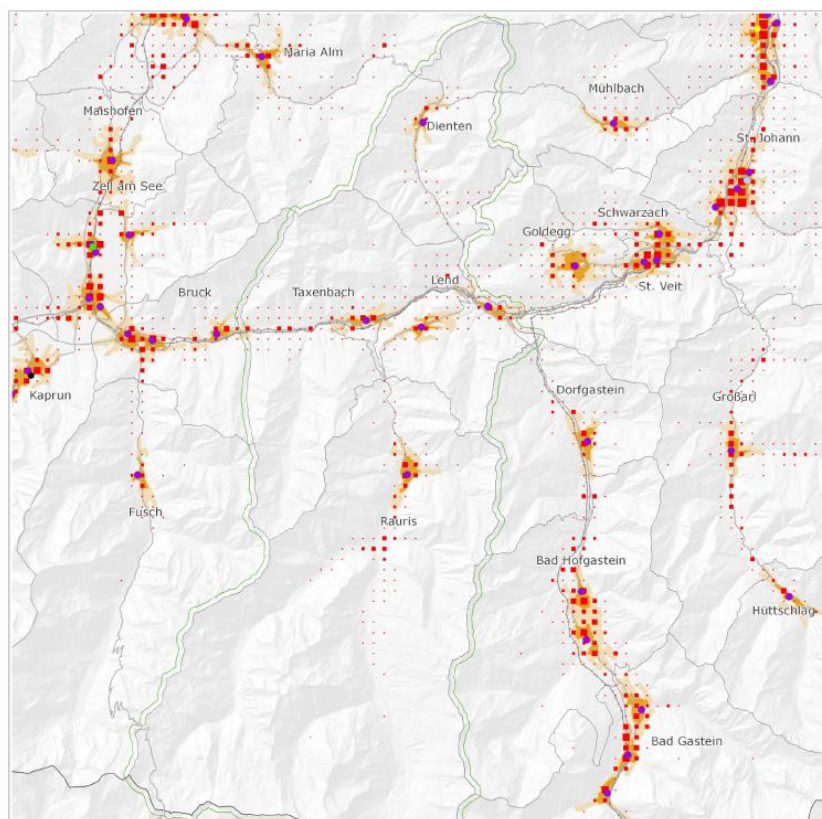 Maria Alm
Mühlbach
Maishofen
Dienten
St. Johann
Zell am See
Schwarzach
Goldegg
Lend
St. Veit
Bruck
Taxenbach
Kaprun
Dorfgastein
Großarl
Fusch
Rauris
Bad Hofgastein
Hüttschlag
Bad Gastein